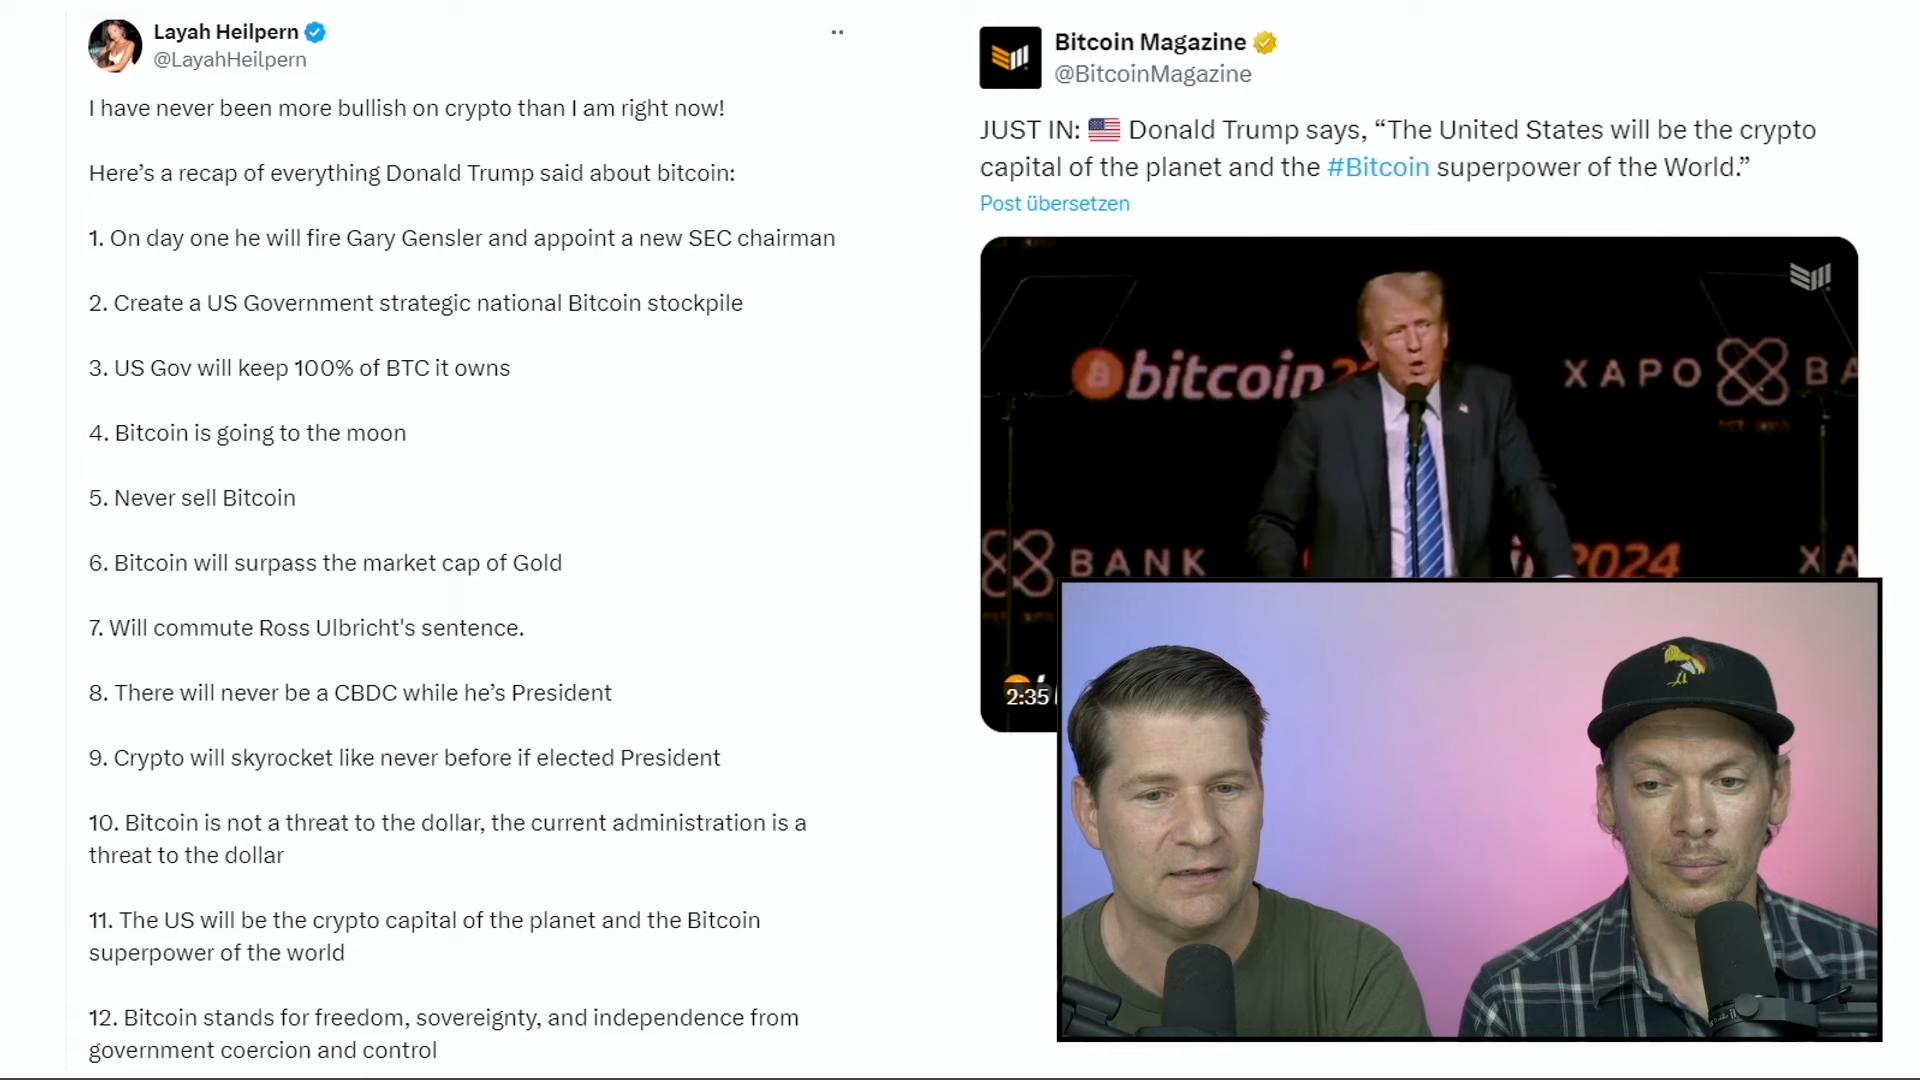 Layah Heilpern
@LayahHeilpern
I have never been more bullish on crypto than I am right now!
Here’s a recap of everything Donald Trump said about bitcoin:
1. On day one he will fire Gary Gensler and appoint a new SEC chairman
2. Create a US Government strategic national Bitcoin stockpile
3. US Gov will keep 100% of BTC it owns
4. Bitcoin is going to the moon
5. Never sell Bitcoin
6. Bitcoin will surpass the market cap of Gold
7. Will commute Ross Ulbricht's sentence.
8. There will never be a CBDC while he’s President
9. Crypto will skyrocket like never before if elected President
10. Bitcoin is not a threat to the dollar, the current administration is a
threat to the dollar
11. The US will be the crypto capital of the planet and the Bitcoin
superpower of the world
12. Bitcoin stands for freedom, sovereignty, and independence from
government coercion and control
Bitcoin Magazine
@BitcoinMagazine
JUST IN: 🇺🇸 Donald Trump says, “The United States will be the crypto
capital of the planet and the #Bitcoin superpower of the World.”
Post übersetzen
bitcoin
XAPO BA
BANK
2024
XA
2:35